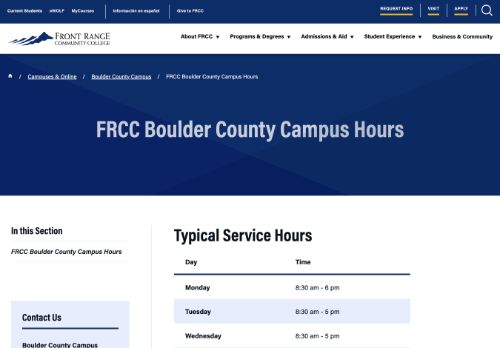 Current Students eWOLF MyCourses Información en español Give to FRCC REQUEST INFO VISIT APPLY
FRONT RANGE
COMMUNITY COLLEGE
About FRCC Programs & Degrees Admissions & Aid Student Experience Business & Community
/ Campuses & Online / Boulder County Campus / FRCC Boulder County Campus Hours
FRCC Boulder County Campus Hours
In this Section
FRCC Boulder County Campus Hours
Contact Us
Boulder County Campus
Typical Service Hours
Day Time
Monday 8:30 am - 6 pm
Tuesday 8:30 am - 5 pm
Wednesday 8:30 am - 5 pm